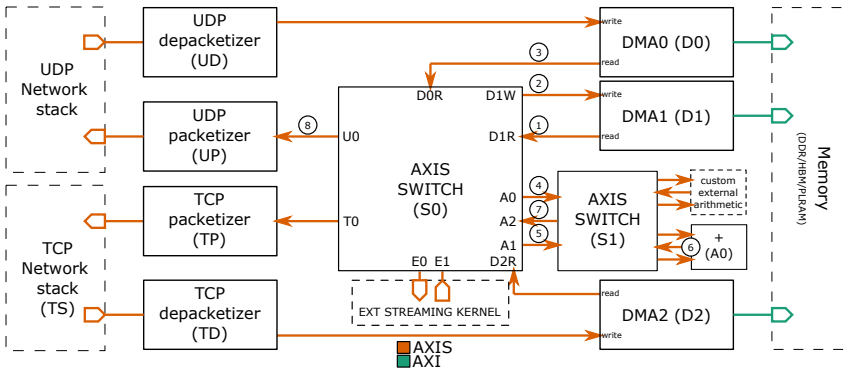 UDP
Network
stack
UDP
depacketizer
(UD)
write
DMA0 (D0)
read
3
D0R
D1W
2
write
DMA1 (D1)
read
8
UDP
packetizer
(UP)
U0
D1R
1
AXIS
SWITCH
(S0)
Memory
(DDR/HBM/PLRAM)
TCP
packetizer
(TP)
T0
A0
4
A2
7
A1
5
D2R
AXIS
SWITCH
(S1)
custom
external
arithmetic
+
(A0)
6
TCP
Network
stack
(TS)
E0 E1
EXT STREAMING KERNEL
TCP
depacketizer
(TD)
read
DMA2 (D2)
write
AXIS
AXI